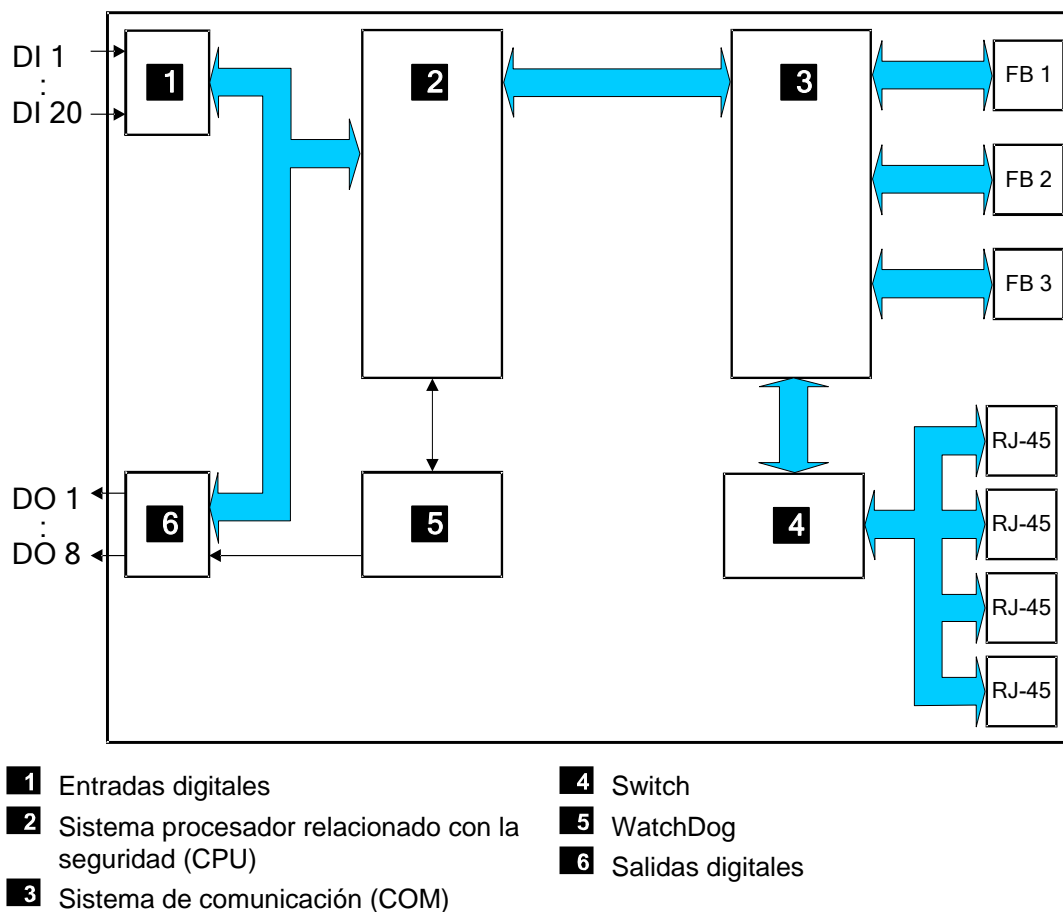 DI 1
:
DI 20
1
2
3
FB 1
FB 2
FB 3
RJ-45
RJ-45
RJ-45
RJ-45
DO 1
:
DO 8
6
5
4
1 Entradas digitales
2 Sistema procesador relacionado con la
seguridad (CPU)
3 Sistema de comunicación (COM)
4 Switch
5 WatchDog
6 Salidas digitales